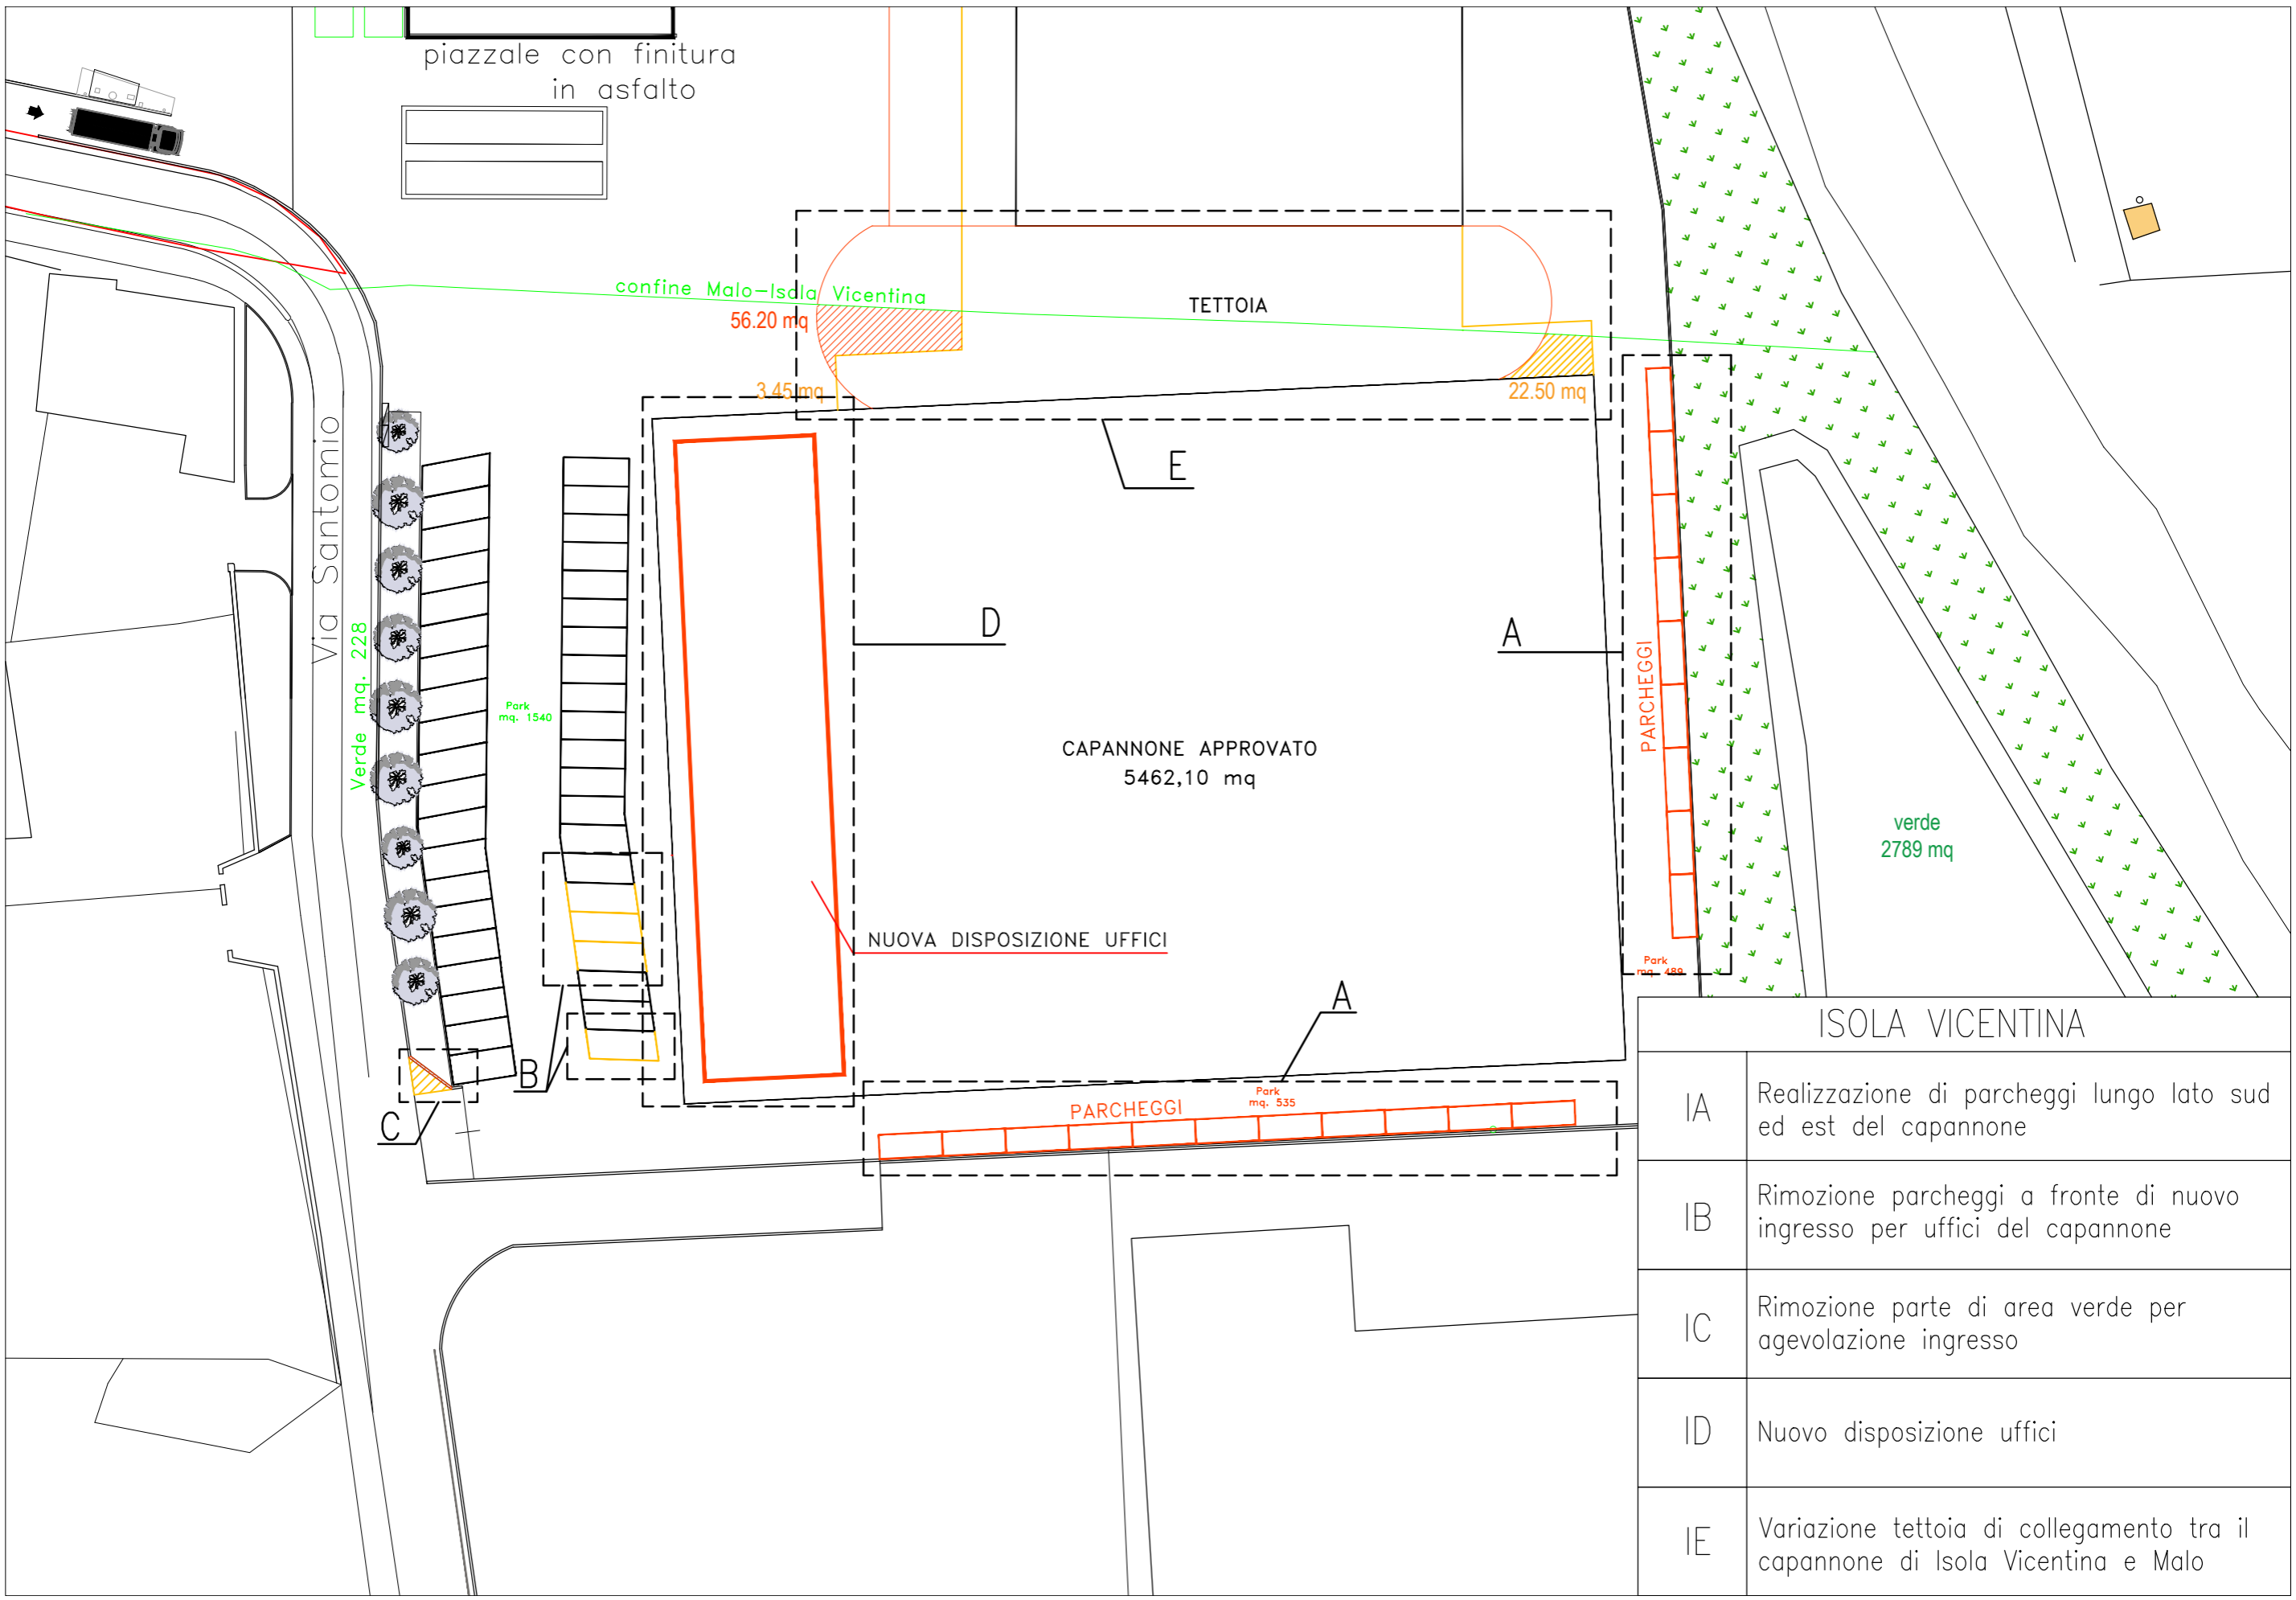 piazzale con finitura
in asfalto
confine Malo-Isola Vicentina
56.20 mq
TETTOIA
3.45 mq
22.50 mq
E
Via Santomio
Verde mq. 228
Park
mq. 1540
D
A
PARCHEGGI
CAPANNONE APPROVATO
5462,10 mq
verde
2789 mq
NUOVA DISPOSIZIONE UFFICI
Park
mq. 489
A
B
C
PARCHEGGI
Park
mq. 535
ISOLA VICENTINA
IA
Realizzazione di parcheggi lungo lato sud
ed est del capannone
IB
Rimozione parcheggi a fronte di nuovo
ingresso per uffici del capannone
IC
Rimozione parte di area verde per
agevolazione ingresso
ID
Nuovo disposizione uffici
IE
Variazione tettoia di collegamento tra il
capannone di Isola Vicentina e Malo